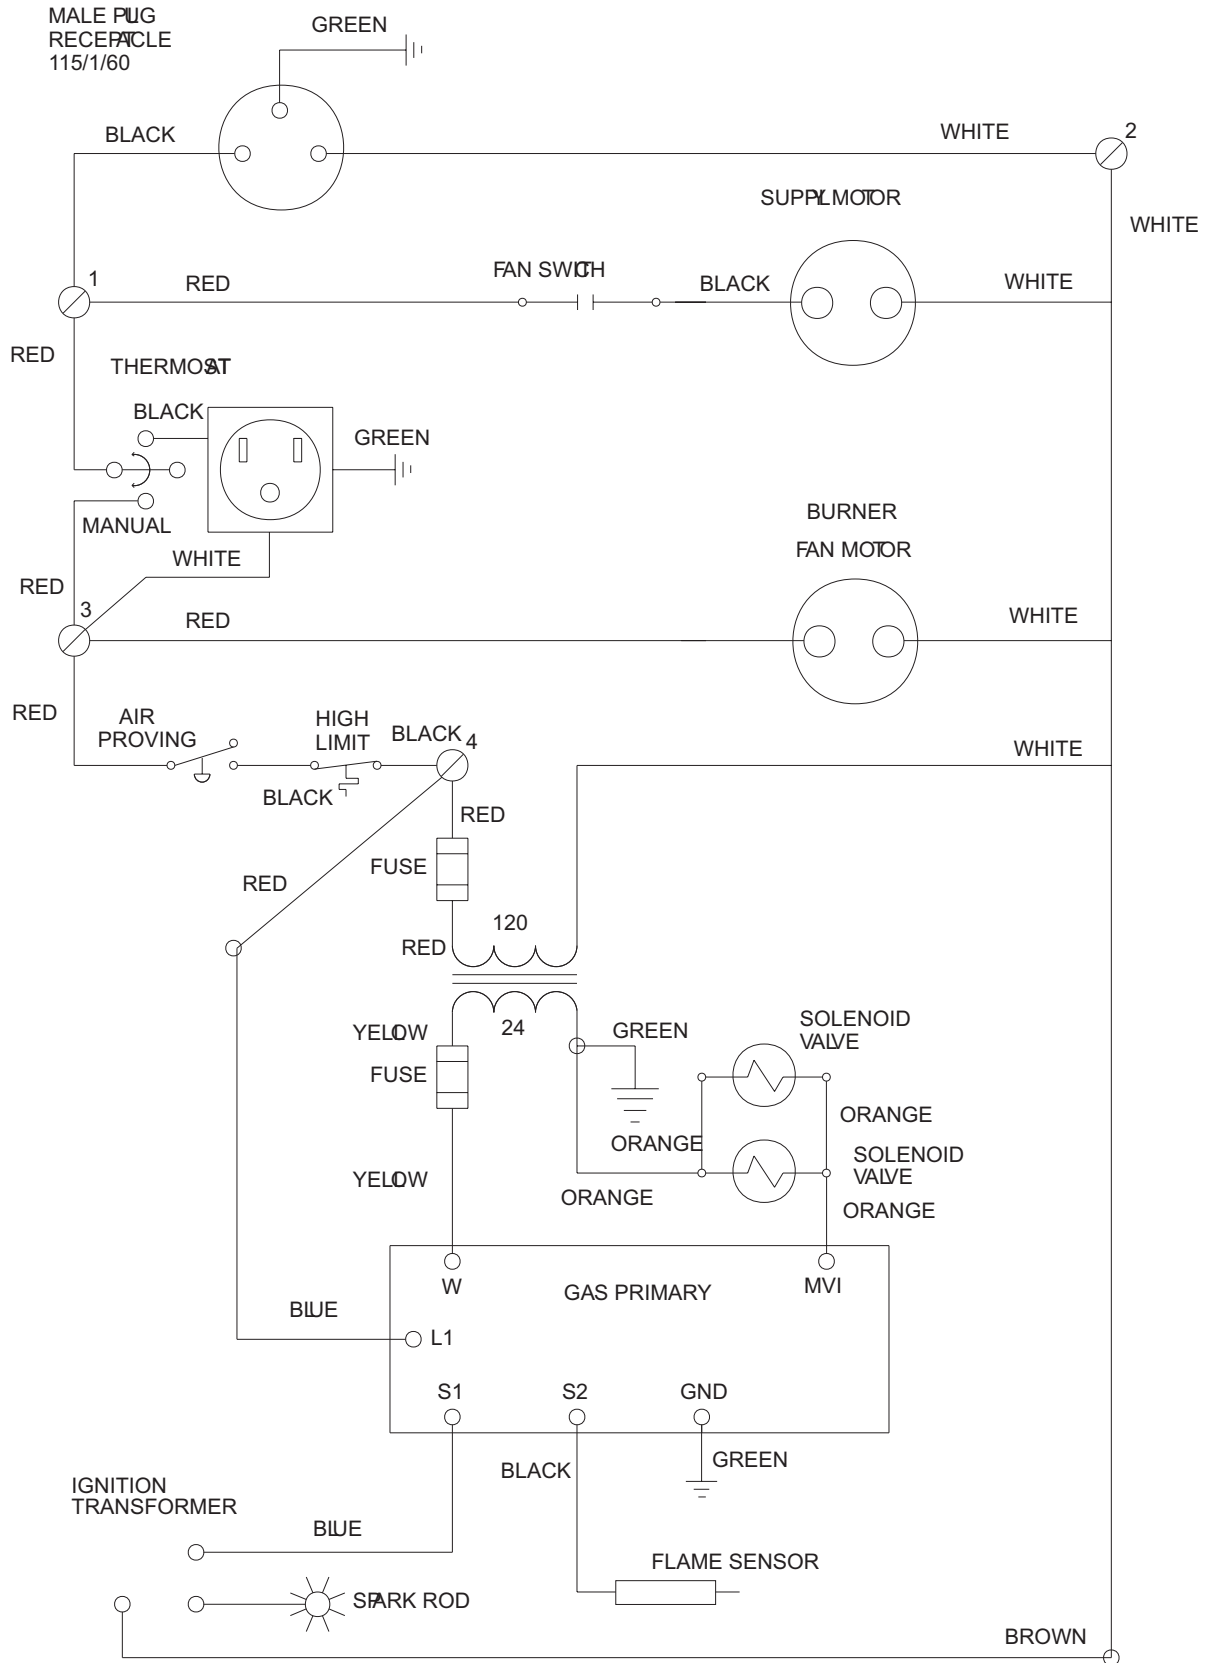 MALE PLUG
RECEPTACLE
115/1/60
GREEN
BLACK
WHITE
2
WHITE
SUPPLY MOTOR
1
RED
FAN SWITCH
BLACK
WHITE
RED
THERMOSTAT
BLACK
GREEN
MANUAL
WHITE
BURNER
FAN MOTOR
RED
3
RED
WHITE
RED
AIR
PROVING
HIGH
LIMIT
BLACK
4
WHITE
BLACK
RED
FUSE
RED
120
RED
24
YELLOW
GREEN
SOLENOID
VALVE
FUSE
ORANGE
ORANGE
SOLENOID
VALVE
YELLOW
ORANGE
ORANGE
W
GAS PRIMARY
MVI
BLUE
L1
S1
S2
GND
BLACK
GREEN
IGNITION
TRANSFORMER
BLUE
FLAME SENSOR
SPARK ROD
BROWN